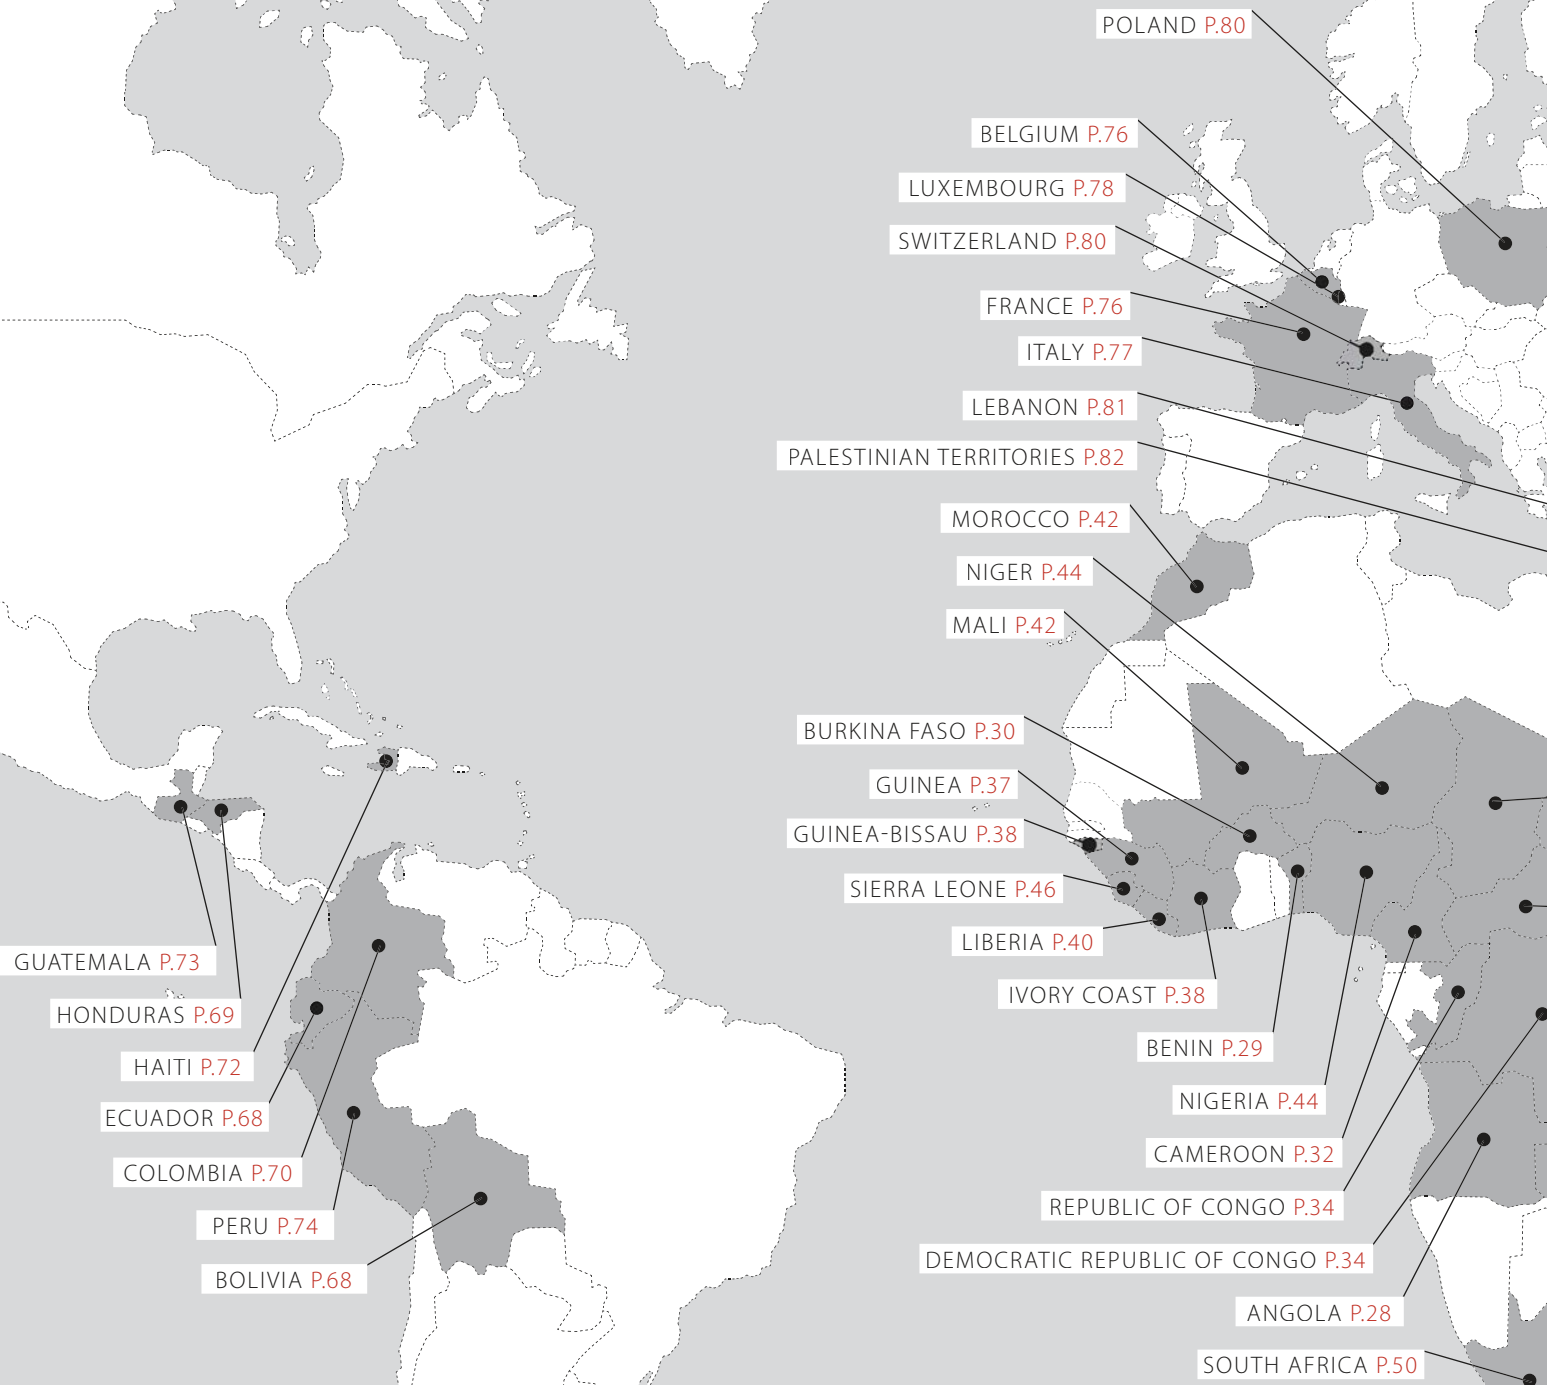 POLAND P.80
BELGIUM P.76
LUXEMBOURG P.78
SWITZERLAND P.80
FRANCE P.76
ITALY P.77
LEBANON P.81
PALESTINIAN TERRITORIES P.82
MOROCCO P.42
NIGER P.44
MALI P.42
BURKINA FASO P.30
GUINEA P.37
GUINEA-BISSAU P.38
SIERRA LEONE P.46
LIBERIA P.40
IVORY COAST P.38
BENIN P.29
NIGERIA P.44
CAMEROON P.32
REPUBLIC OF CONGO P.34
DEMOCRATIC REPUBLIC OF CONGO P.34
ANGOLA P.28
SOUTH AFRICA P.50
GUATEMALA P.73
HONDURAS P.69
HAITI P.72
ECUADOR P.68
COLOMBIA P.70
PERU P.74
BOLIVIA P.68